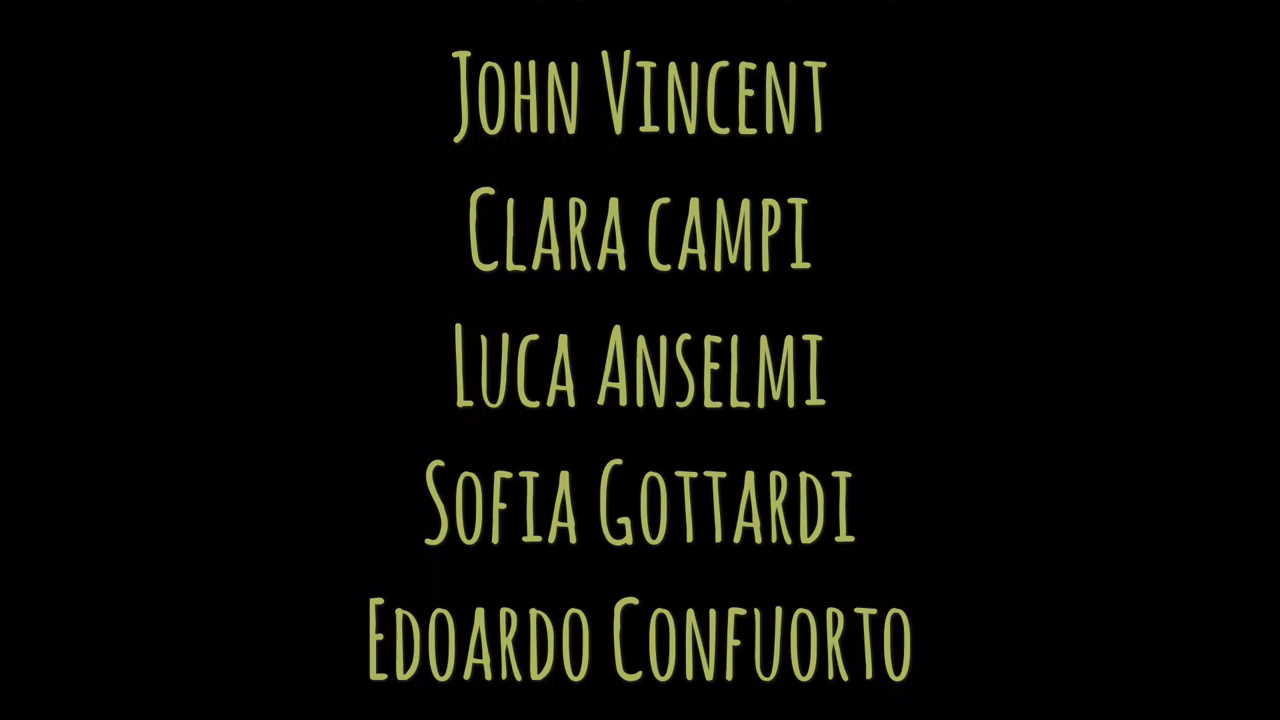 John Vincent
Clara campi
Luca Anselmi
Sofia Gottardi
Edoardo Confuorto